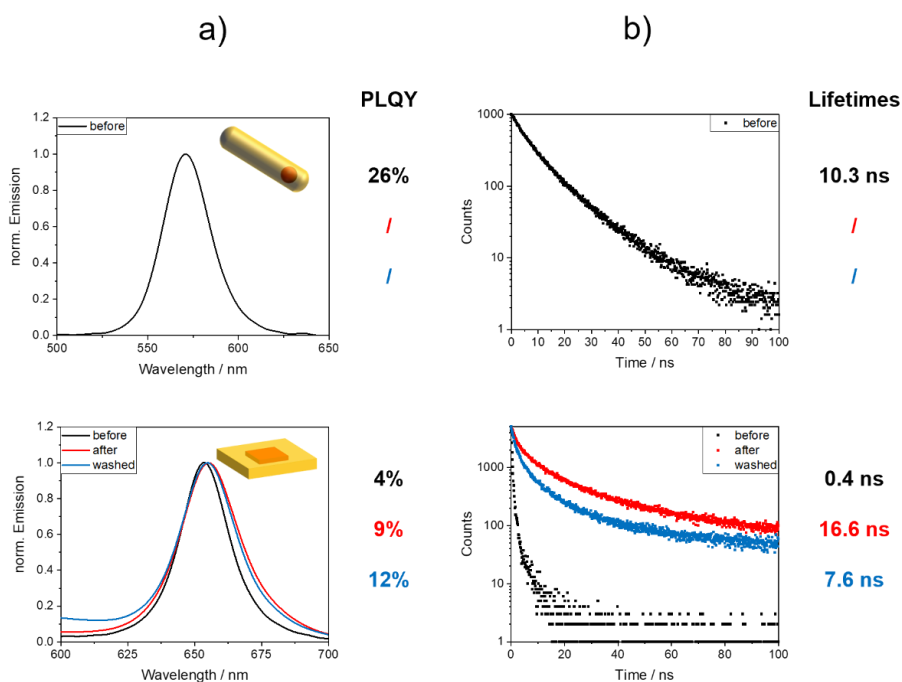 a)
b)
PLQY
Lifetimes
1.2
1.0
0.8
0.6
0.4
0.2
0.0
norm. Emission
before
500
550
600
650
Wavelength / nm
26%
/
/
1000
100
10
1
Counts
before
0
10
20
30
40
50
60
70
80
90
100
Time / ns
10.3 ns
/
/
1.2
1.0
0.8
0.6
0.4
0.2
0.0
norm. Emission
before
after
washed
600
625
650
675
700
Wavelength / nm
4%
9%
12%
1000
100
10
1
Counts
before
after
washed
0
20
40
60
80
100
Time / ns
0.4 ns
16.6 ns
7.6 ns